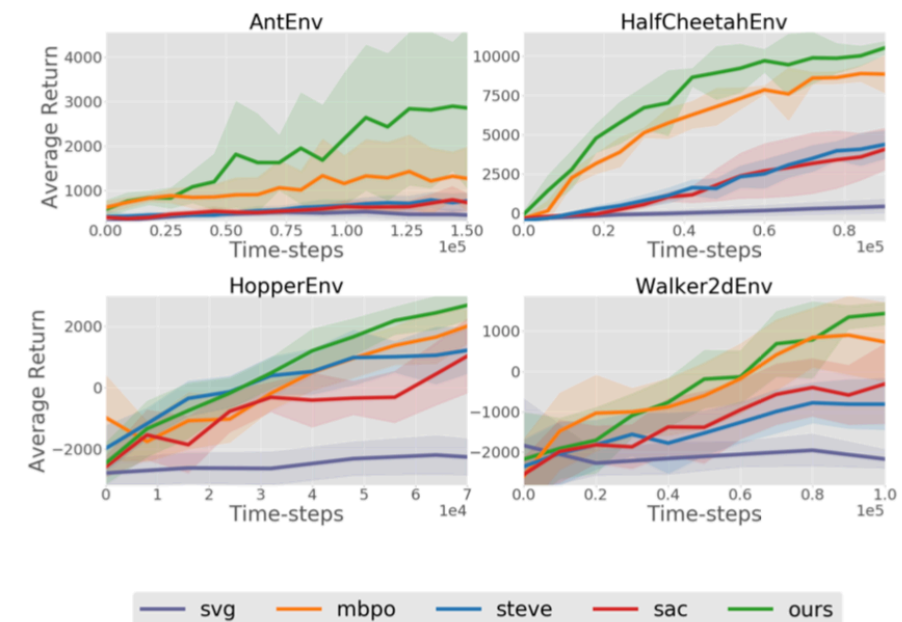 AntEnv HalfCheetahEnv
Average Return
4000
3000
2000
1000
0.00 0.25 0.50 0.75 1.00 1.25 1.50
1e5
Time-steps
10000
7500
5000
2500
0
0.0 0.2 0.4 0.6 0.8
1e5
Time-steps
HopperEnv Walker2dEnv
Average Return
2000
0
−2000
0 1 2 3 4 5 6 7
1e4
Time-steps
1000
0
−1000
−2000
0.0 0.2 0.4 0.6 0.8 1.0
1e5
Time-steps
svg mbpo steve sac ours